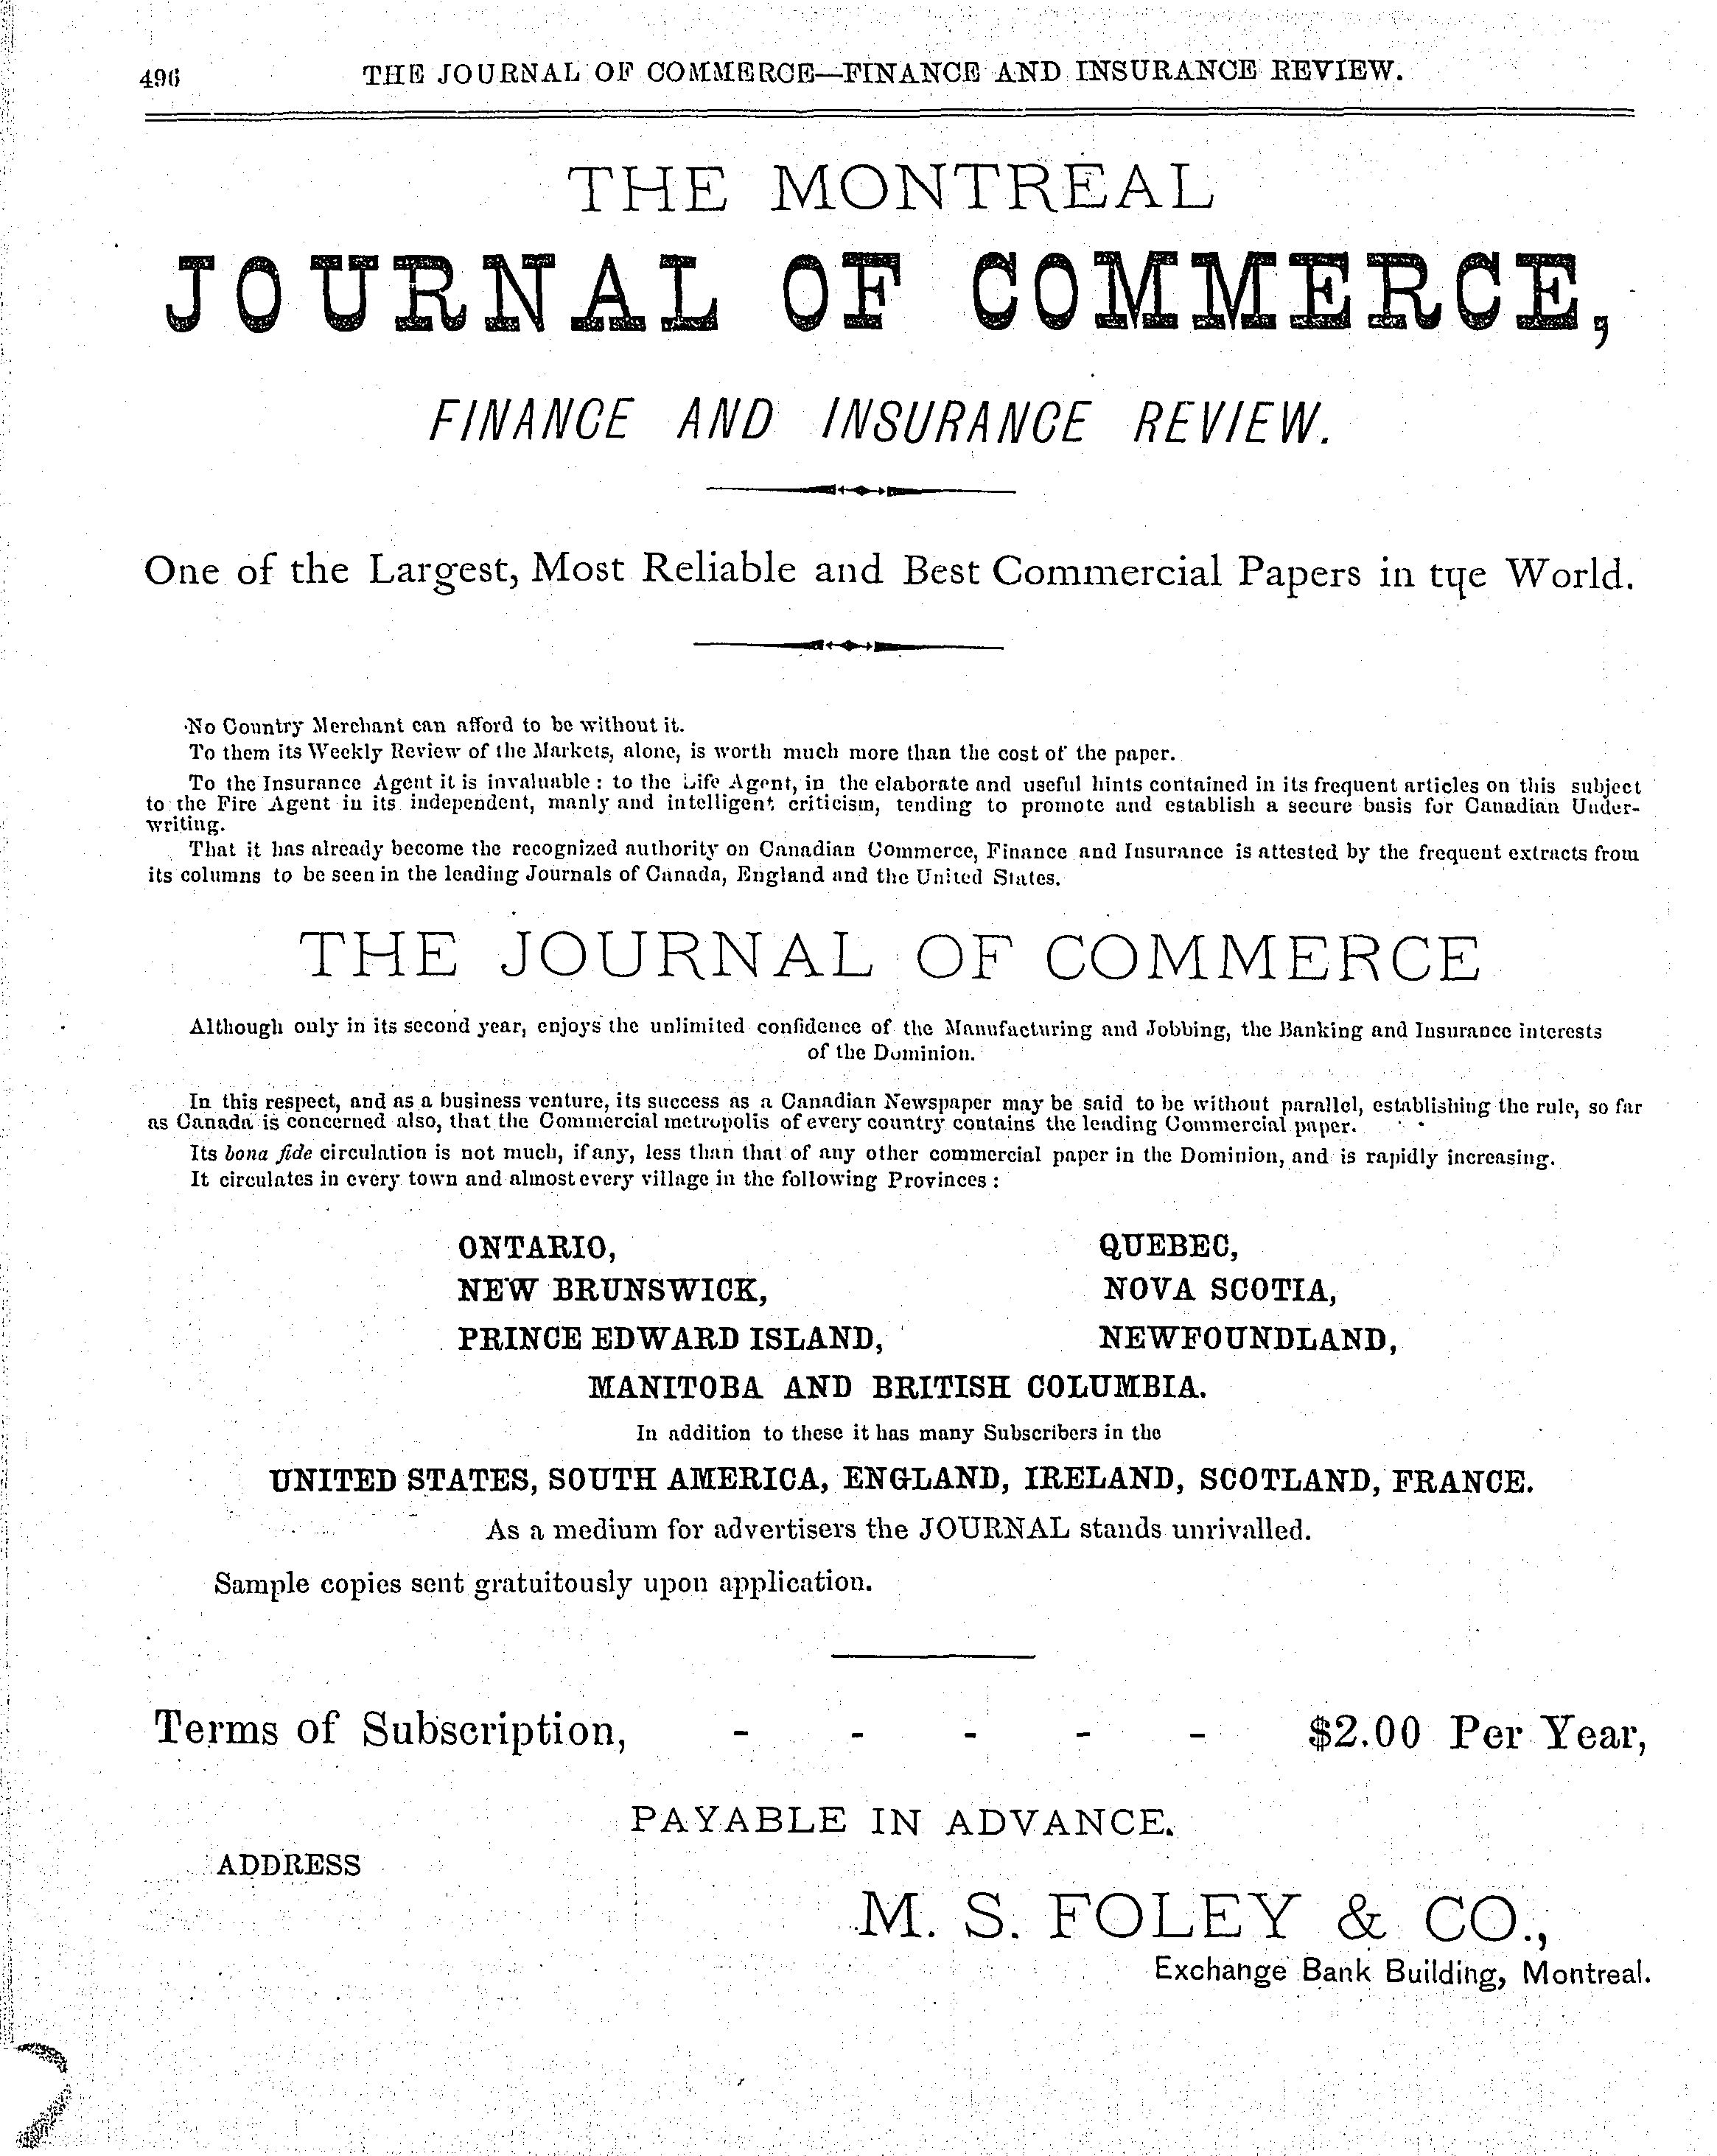 496 THE JOURNAL OF COMMERCE—FINANCE AND INSURANCE REVIEW.
THE MONTREAL
JOURNAL OF COMMERCE,
FINANCE AND INSURANCE REVIEW.
One of the Largest, Most Reliable and Best Commercial Papers in tɥe World.
No Country Merchant can afford to be without it.
To them its Weekly Review of the Markets, alone, is worth much more than the cost of the paper.
To the Insurance Agent it is invaluable : to the Life Agent, in the elaborate and useful hints contained in its frequent articles on this subject
to the Fire Agent in its independent, manly and intelligent criticism, tending to promote and establish a secure basis for Canadian Under-
writing.
That it has already become the recognized authority on Canadian Commerce, Finance and Insurance is attested by the frequent extracts from
its columns to be seen in the leading Journals of Canada, England and the United States.
THE JOURNAL OF COMMERCE
Although only in its second year, enjoys the unlimited confidence of the Manufacturing and Jobbing, the Banking and Insurance interests
of the Dominion.
In this respect, and as a business venture, its success as a Canadian Newspaper may be said to be without parallel, establishing the rule, so far
as Canada is concerned also, that the Commercial metropolis of every country contains the leading Commercial paper.
Its bona fide circulation is not much, if any, less than that of any other commercial paper in the Dominion, and is rapidly increasing.
It circulates in every town and almost every village in the following Provinces :
ONTARIO, QUEBEC,
NEW BRUNSWICK, NOVA SCOTIA,
PRINCE EDWARD ISLAND, NEWFOUNDLAND,
MANITOBA AND BRITISH COLUMBIA.
In addition to these it has many Subscribers in the
UNITED STATES, SOUTH AMERICA, ENGLAND, IRELAND, SCOTLAND, FRANCE.
As a medium for advertisers the JOURNAL stands unrivalled.
Sample copies sent gratuitously upon application.
Terms of Subscription, - - - - - $2.00 Per Year,
PAYABLE IN ADVANCE.
ADDRESS
M. S. FOLEY & CO.,
Exchange Bank Building, Montreal.